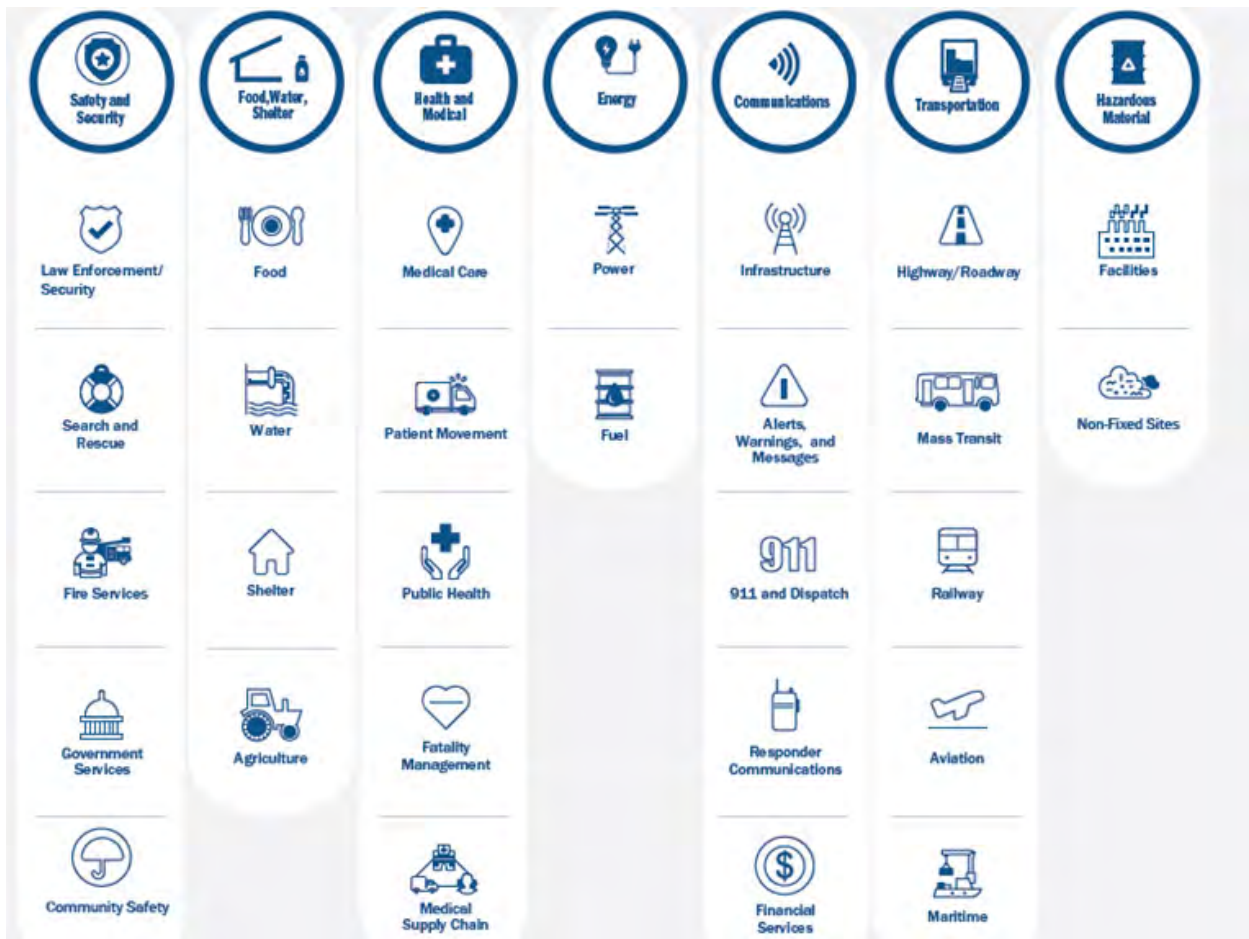 Safety and
Security
Food,Water,
Shelter
Health and
Medical
Energy
Communications
Transportation
Hazardous
Material
Law Enforcement/
Security
Food
Medical Care
Power
Infrastructure
Highway/Roadway
Facilities
Search and
Rescue
Water
Patient Movement
Fuel
Alerts,
Warnings, and
Messages
Mass Transit
Non-Fixed Sites
Fire Services
Shelter
Public Health
911
911 and Dispatch
Railway
Government
Services
Agriculture
Fatality
Management
Responder
Communications
Aviation
Community Safety
Medical
Supply Chain
$
Financial
Services
Maritime